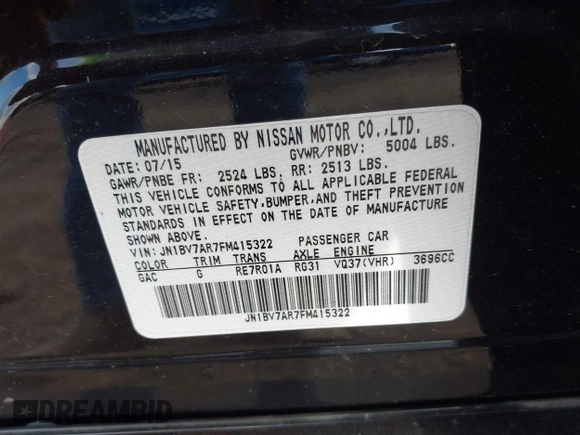 MANUFACTURED BY NISSAN MOTOR CO.,LTD.
DATE: 07/15 GVWR/PNBV: 5004 LBS.
GAWR/PNBE FR: 2524 LBS. RR: 2513 LBS.
THIS VEHICLE CONFORMS TO ALL APPLICABLE FEDERAL
MOTOR VEHICLE SAFETY,BUMPER,AND THEFT PREVENTION
STANDARDS IN EFFECT ON THE DATE OF MANUFACTURE
SHOWN ABOVE.
VIN: JN1BV7AR7FM415322 PASSENGER CAR
COLOR TRIM TRANS AXLE ENGINE
GAC G RE7R01A RG31 VQ37(VHR) 3696CC
JN1BV7AR7FM415322
DREAMBID